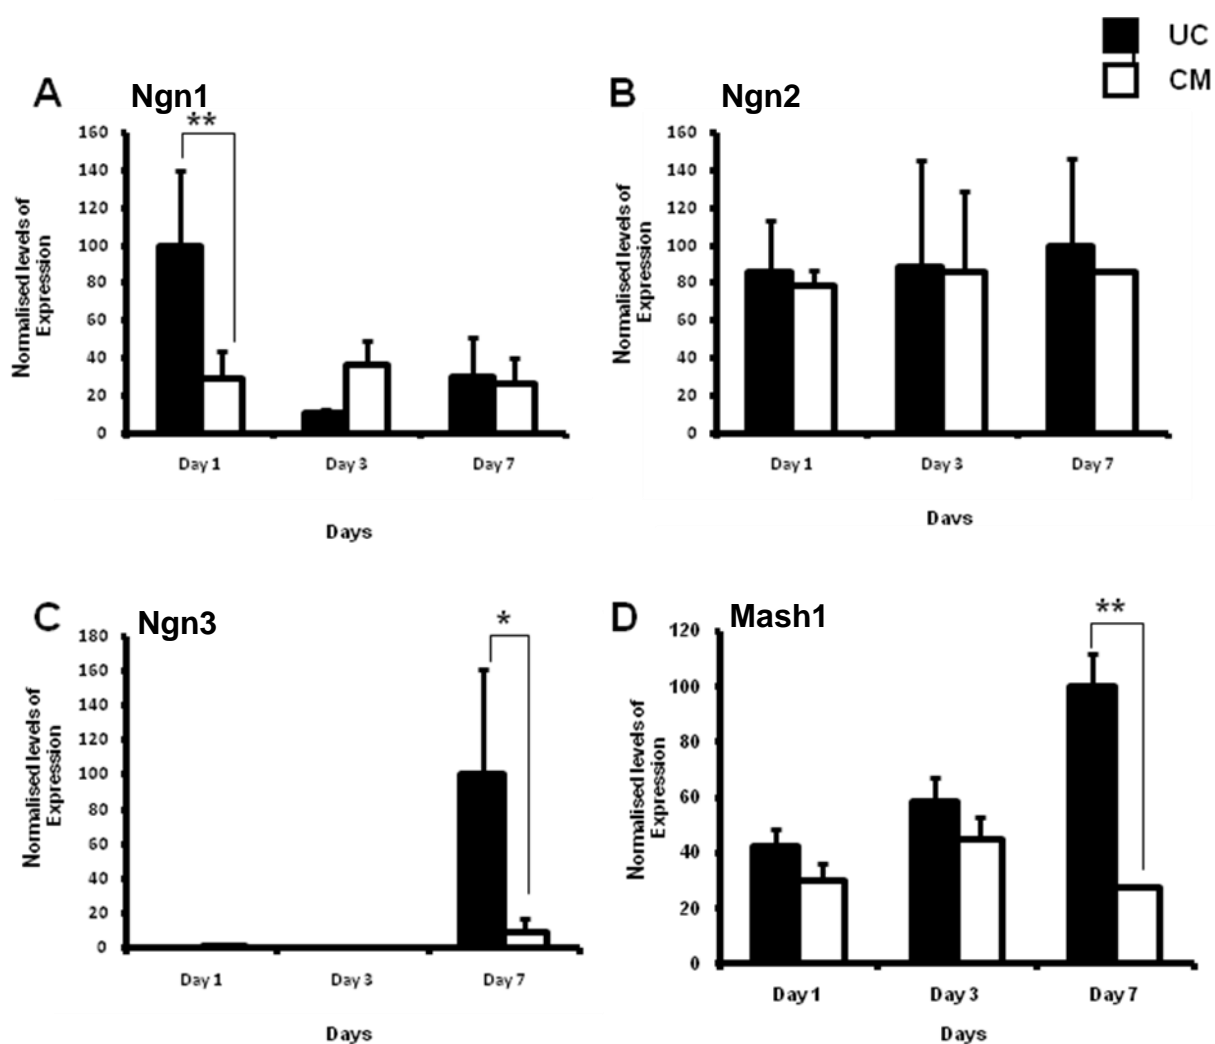 UC
CM
A
Ngn1
**
160
140
120
100
80
60
40
20
0
Normalised levels of
Expression
Day 1
Day 3
Day 7
Days
B
Ngn2
160
140
120
100
80
60
40
20
0
Normalised levels of
Expression
Day 1
Day 3
Day 7
Days
C
Ngn3
*
180
160
140
120
100
80
60
40
20
0
Normalised levels of
Expression
Day 1
Day 3
Day 7
Days
D
Mash1
**
120
100
80
60
40
20
0
Normalised levels of
Expression
Day 1
Day 3
Day 7
Days